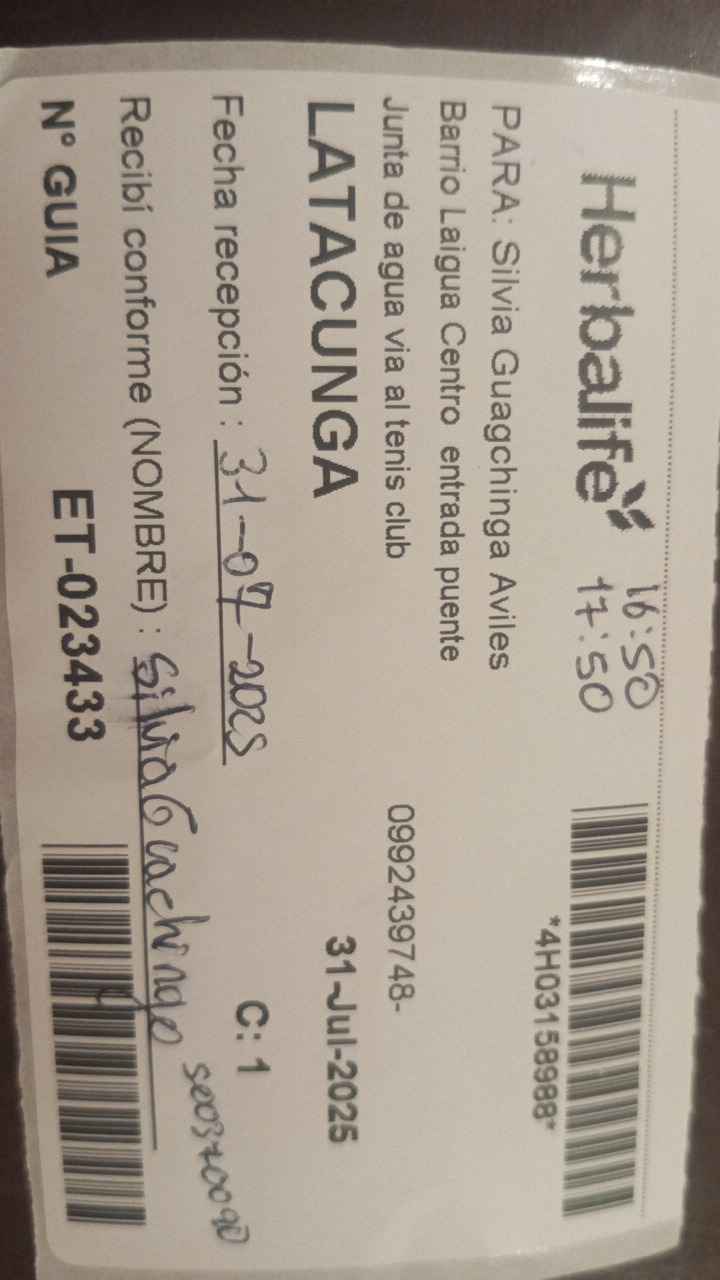 Herbalife 16:50
17:50
*4H03158988*
PARA: Silvia Guagchinga Aviles
Barrio Laigua Centro entrada puente
Junta de agua via al tenis club 0992439748-
LATACUNGA 31-Jul-2025
Fecha recepción : 31-07-2025 C: 1
Recibí conforme (NOMBRE) : Silvia Guachinga
N° GUIA ET-023433